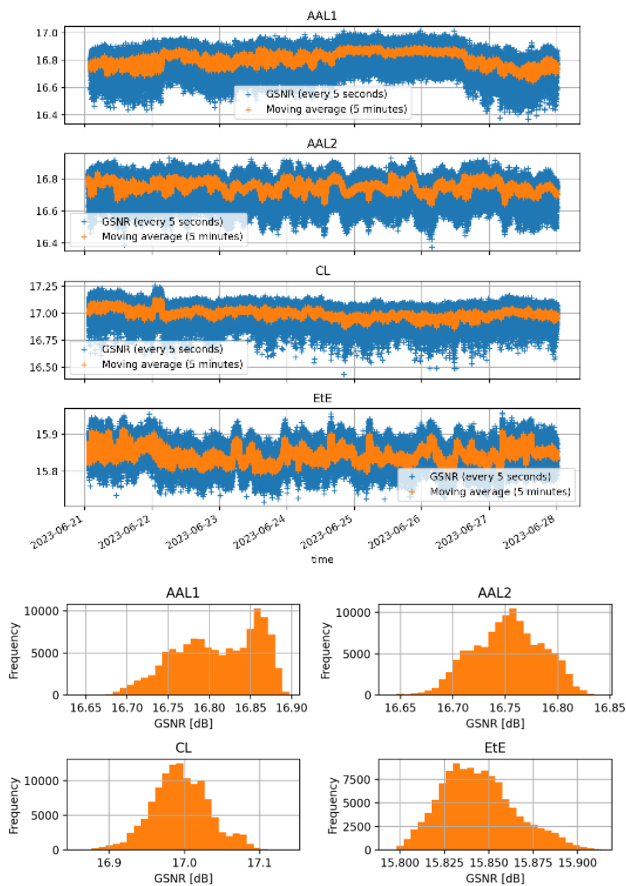 AAL1
17.0
16.8
16.6
16.4
GSNR (every 5 seconds)
Moving average (5 minutes)
AAL2
16.8
16.6
16.4
GSNR (every 5 seconds)
Moving average (5 minutes)
CL
17.25
17.00
16.75
16.50
GSNR (every 5 seconds)
Moving average (5 minutes)
EtE
15.9
15.8
GSNR (every 5 seconds)
Moving average (5 minutes)
2023-06-21 2023-06-22 2023-06-23 2023-06-24 2023-06-25 2023-06-26 2023-06-27 2023-06-28
time
AAL1
Frequency
10000
5000
0
16.65 16.70 16.75 16.80 16.85 16.90
GSNR [dB]
AAL2
Frequency
10000
5000
0
16.65 16.70 16.75 16.80 16.85
GSNR [dB]
CL
Frequency
10000
5000
0
16.9 17.0 17.1
GSNR [dB]
EtE
Frequency
7500
5000
2500
0
15.800 15.825 15.850 15.875 15.900
GSNR [dB]